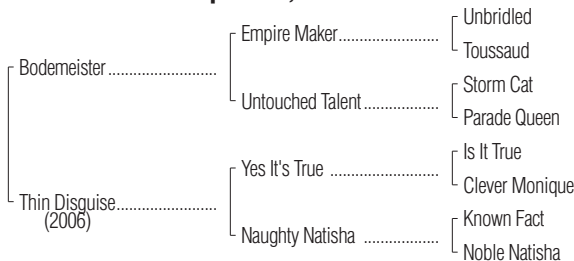 Unbridled
Empire Maker....................
Toussaud
Bodemeister ........................
Storm Cat
Untouched Talent..............
Parade Queen
Is It True
Yes It's True .....................
Clever Monique
Thin Disguise......................
(2006)
Known Fact
Naughty Natisha ................
Noble Natisha